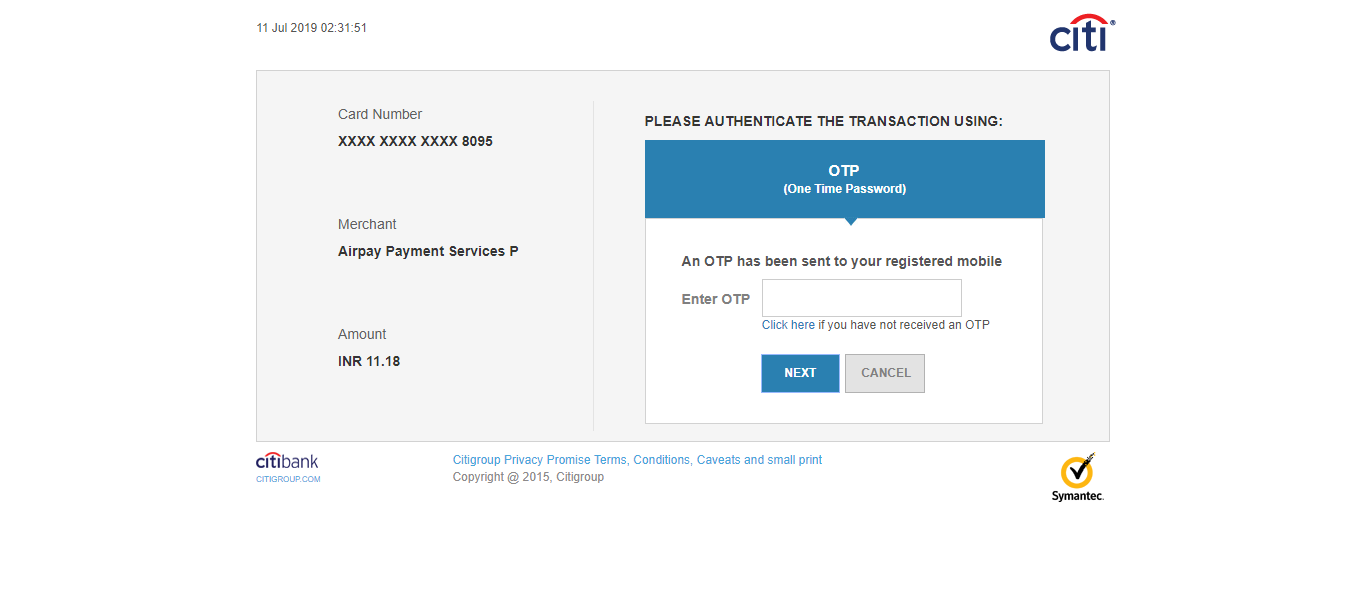 11 Jul 2019 02:31:51
citi®
Card Number
XXXX XXXX XXXX 8095
Merchant
Airpay Payment Services P
Amount
INR 11.18
PLEASE AUTHENTICATE THE TRANSACTION USING:
OTP
(One Time Password)
An OTP has been sent to your registered mobile
Enter OTP
Click here if you have not received an OTP
NEXT
CANCEL
citibank
CITIGROUP.COM
Citigroup Privacy Promise Terms, Conditions, Caveats and small print
Copyright @ 2015, Citigroup
Symantec.